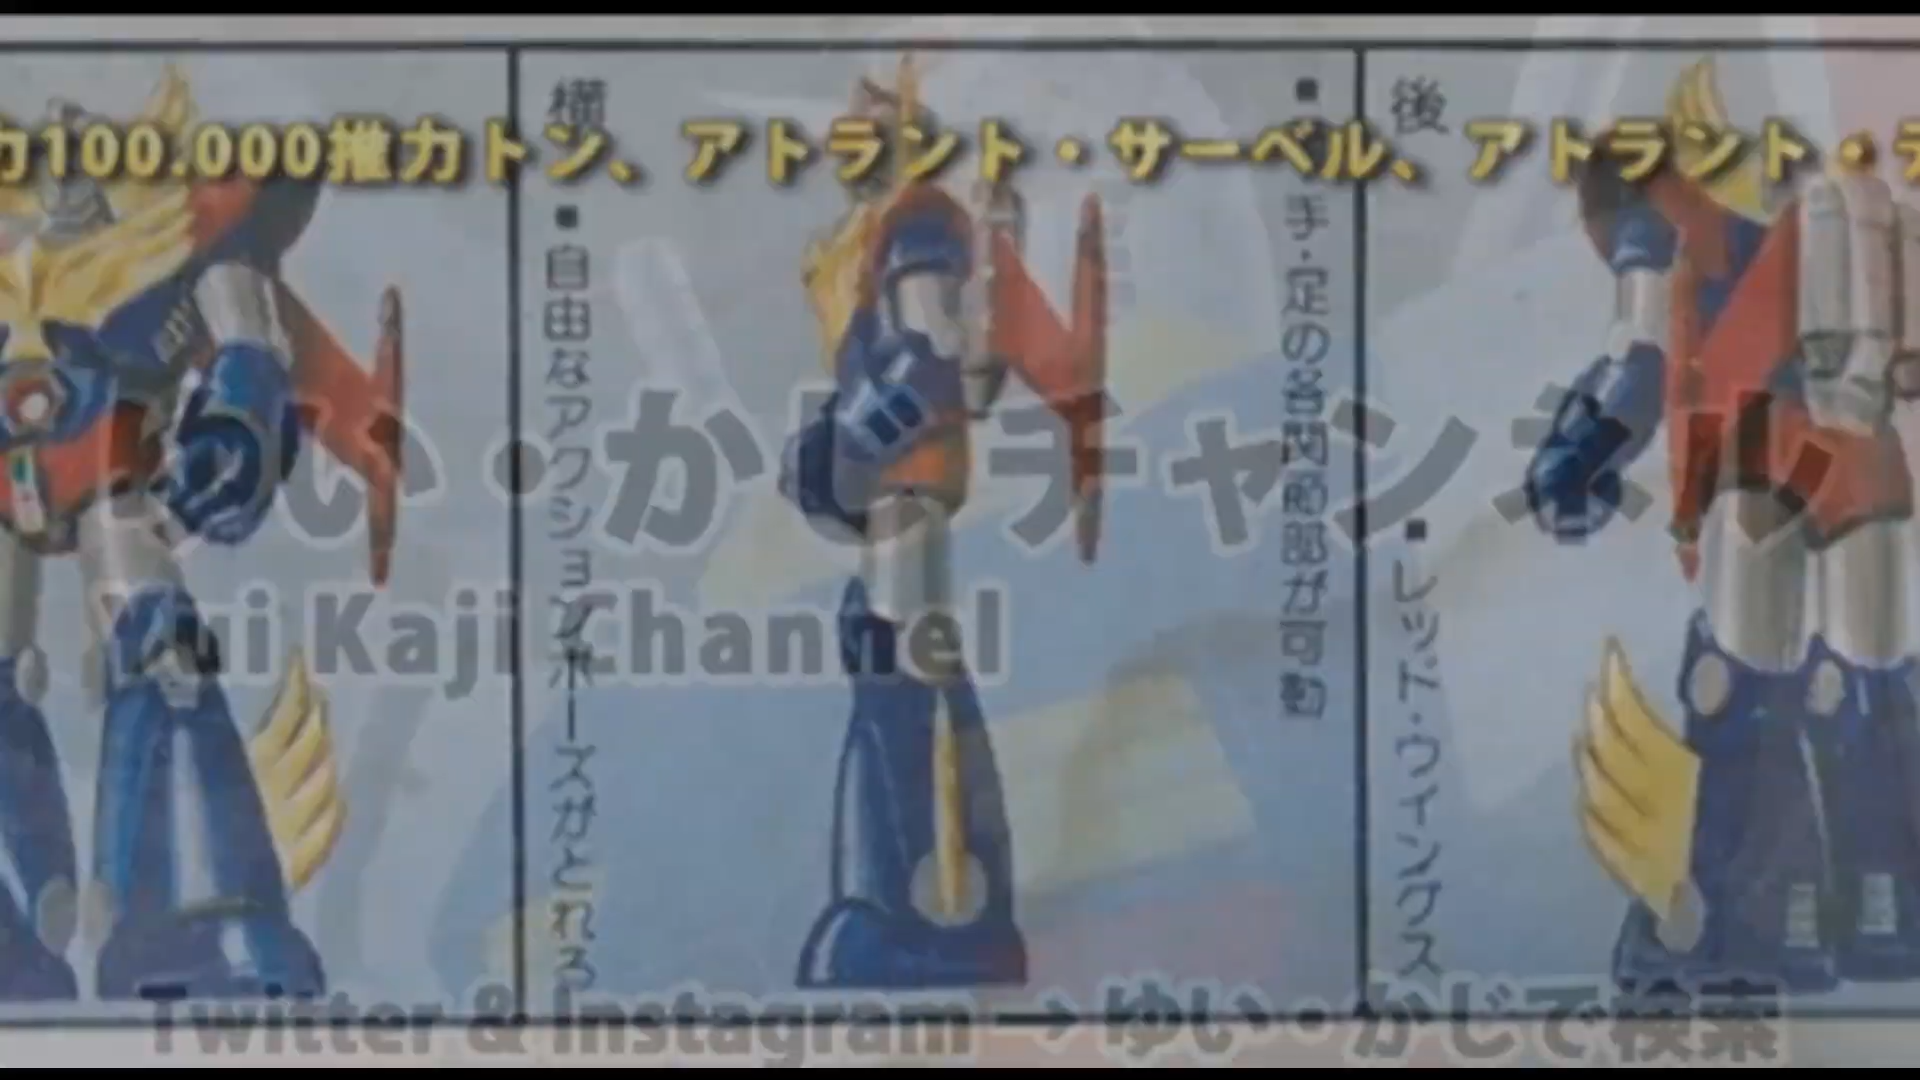 力100.000推力トン、アトラント・サーベル、アトラント・デ
横
■自由なアクションポーズがとれる
■手・足の各関節部が可動
後
■レッド・ウイングス
ゆい・かじチャンネル
Yui Kaji Channel
Twitter & Instagram → ゆい・かじで検索